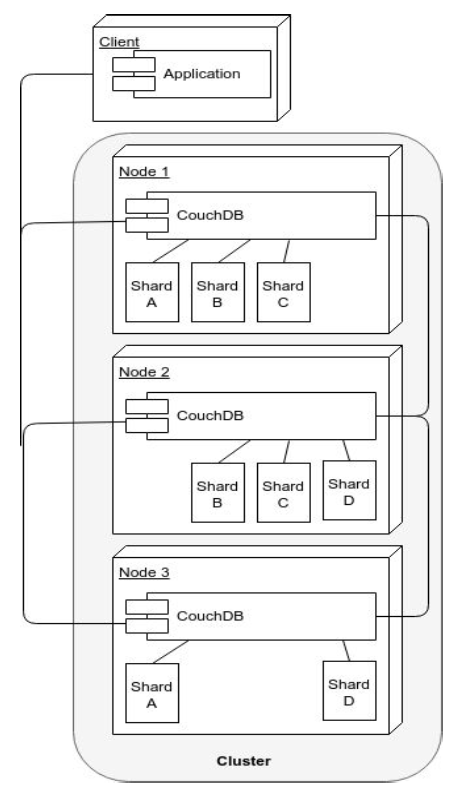 Client
Application
Node 1
CouchDB
Shard
A
Shard
B
Shard
C
Node 2
CouchDB
Shard
B
Shard
C
Shard
D
Node 3
CouchDB
Shard
A
Shard
D
Cluster